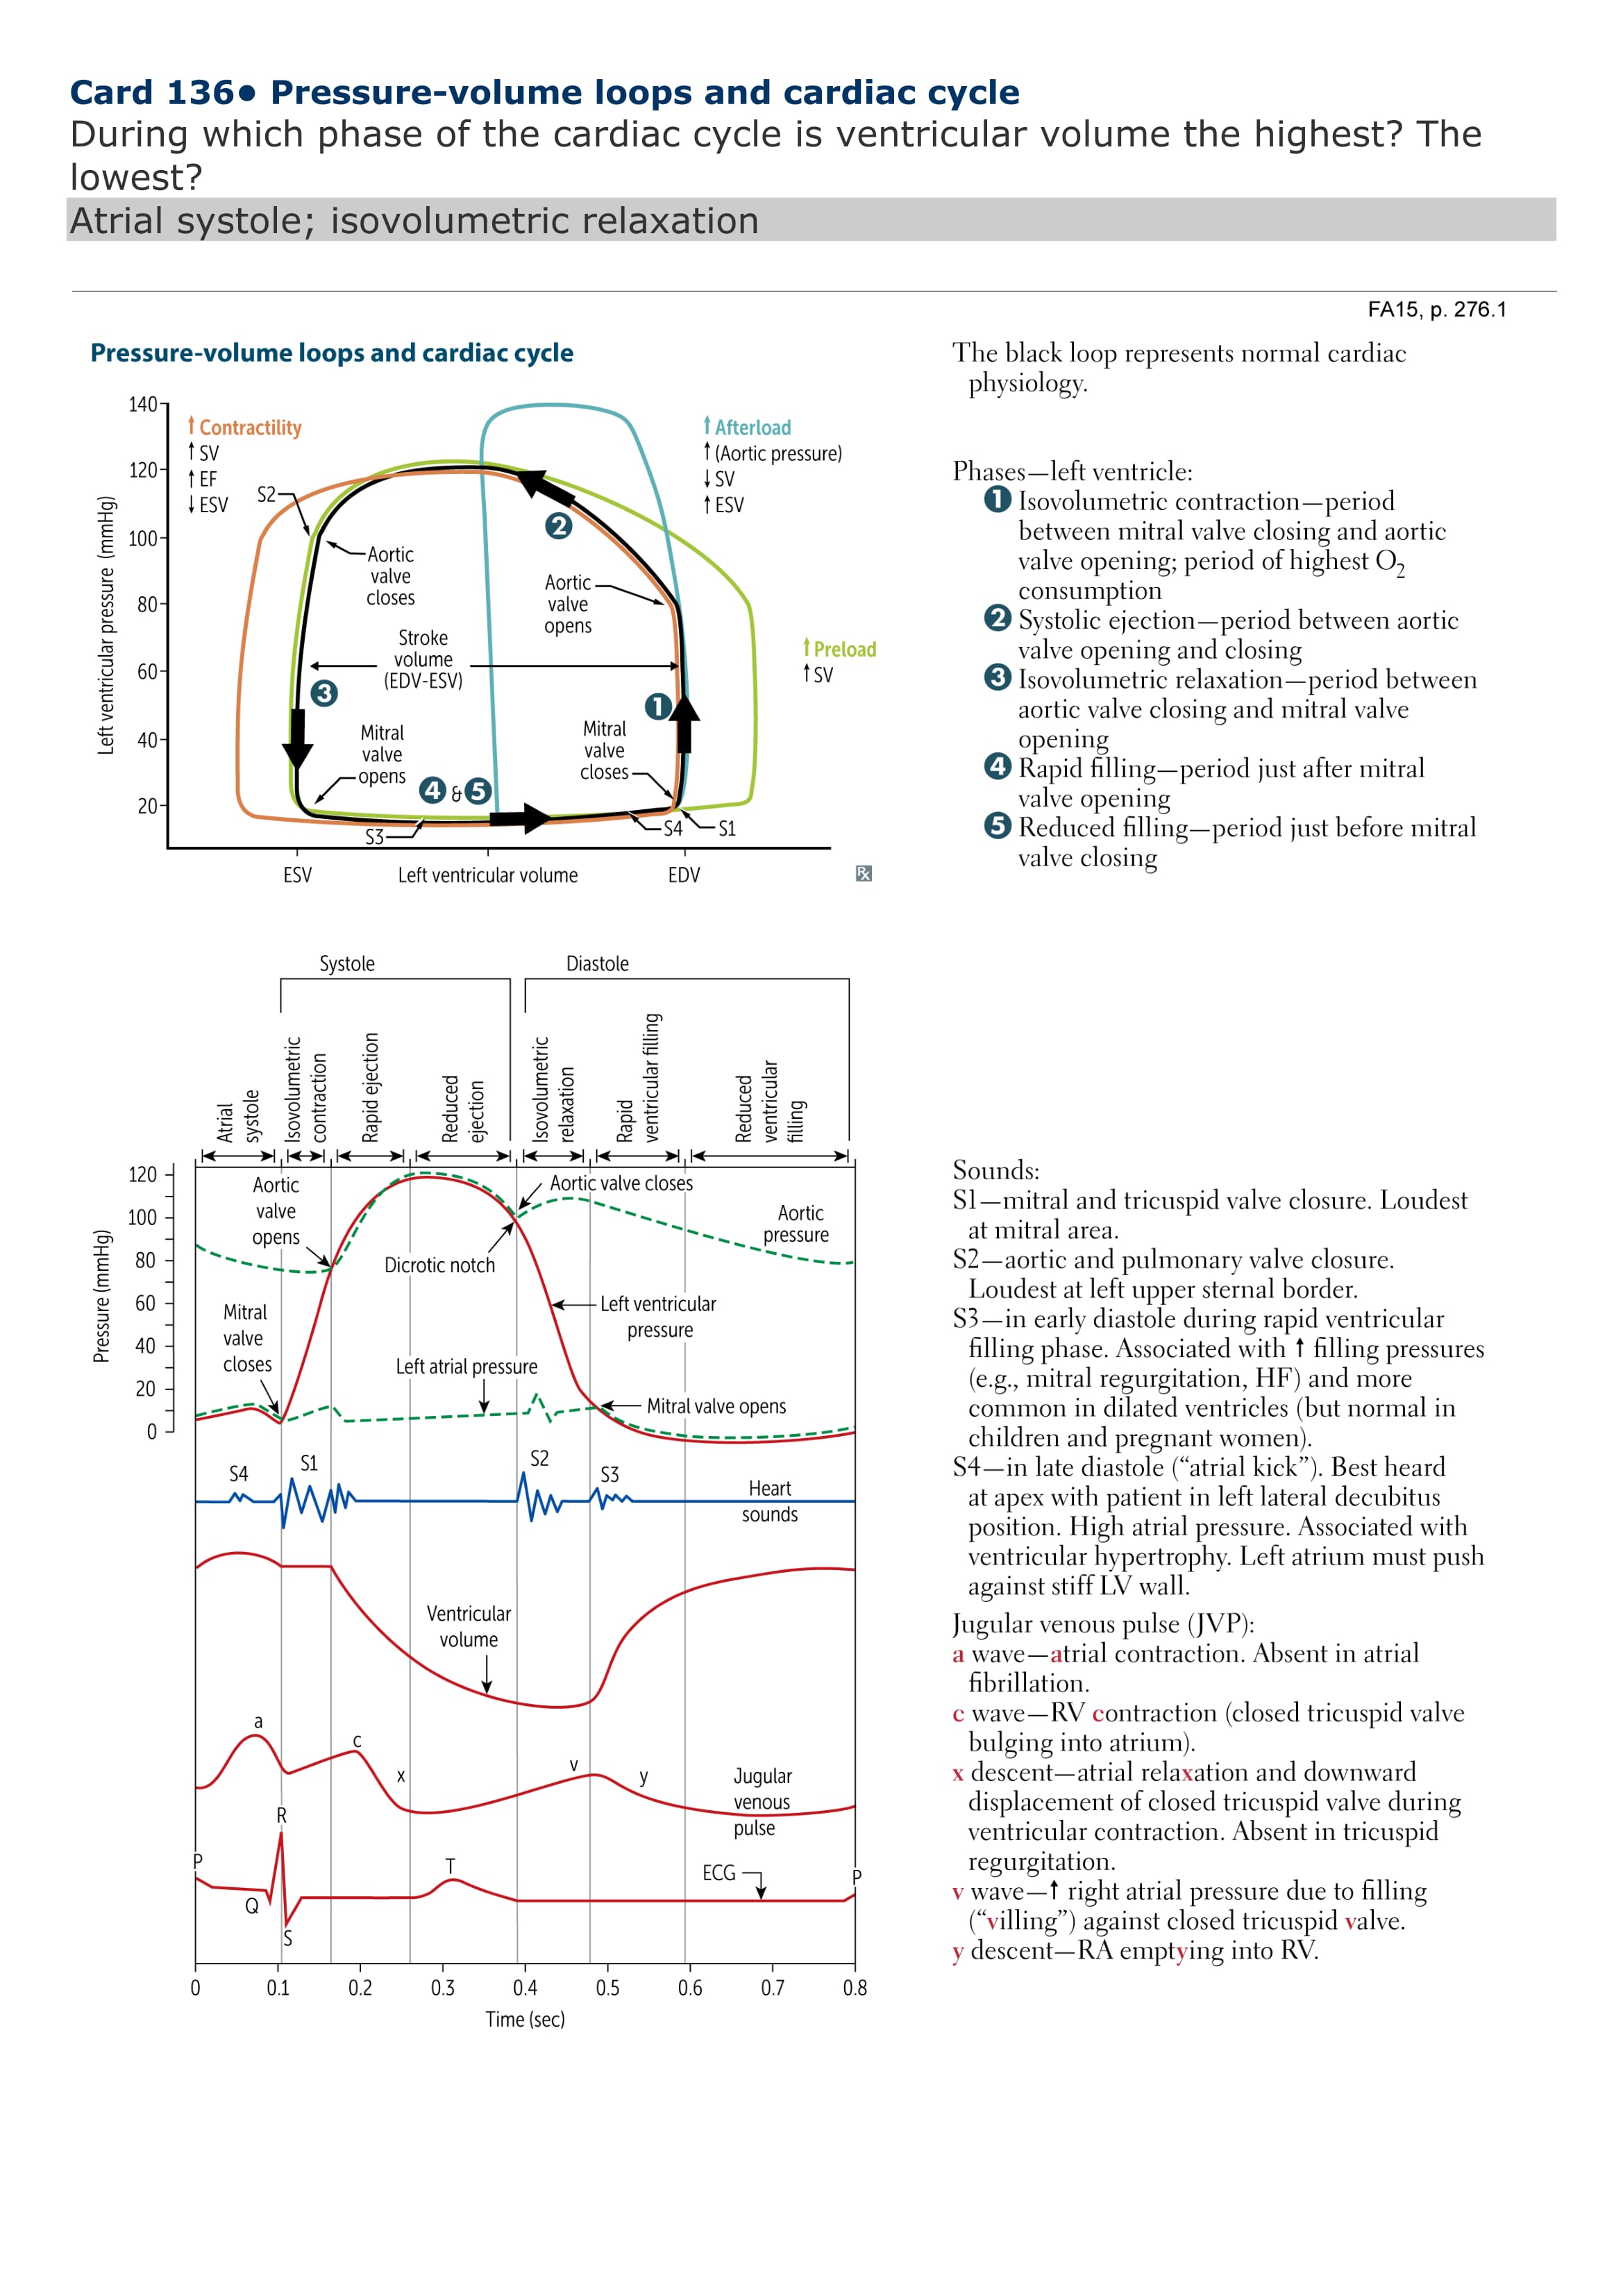 Card 136● Pressure-volume loops and cardiac cycle
During which phase of the cardiac cycle is ventricular volume the highest? The
lowest?
Atrial systole; isovolumetric relaxation
FA15, p. 276.1
Pressure-volume loops and cardiac cycle
140
120
100
80
60
40
20
Left ventricular pressure (mmHg)
↑ Contractility
↑ SV
↑ EF
↓ ESV
S2
Aortic
valve
closes
Stroke
volume
(EDV-ESV)
3
Mitral
valve
opens
4 & 5
S3
↑ Afterload
↑ (Aortic pressure)
↓ SV
↑ ESV
2
Aortic
valve
opens
1
Mitral
valve
closes
S4
S1
↑ Preload
↑ SV
ESV
Left ventricular volume
EDV
Rx
The black loop represents normal cardiac
physiology.
Phases—left ventricle:
1 Isovolumetric contraction—period
between mitral valve closing and aortic
valve opening; period of highest O2
consumption
2 Systolic ejection—period between aortic
valve opening and closing
3 Isovolumetric relaxation—period between
aortic valve closing and mitral valve
opening
4 Rapid filling—period just after mitral
valve opening
5 Reduced filling—period just before mitral
valve closing
Systole
Diastole
Atrial
systole
Isovolumetric
contraction
Rapid ejection
Reduced
ejection
Isovolumetric
relaxation
Rapid
ventricular filling
Reduced
ventricular
filling
120
100
80
60
40
20
0
Pressure (mmHg)
Aortic
valve
opens
Aortic valve closes
Aortic
pressure
Dicrotic notch
Mitral
valve
closes
Left ventricular
pressure
Left atrial pressure
Mitral valve opens
S4
S1
S2
S3
Heart
sounds
Ventricular
volume
a
c
x
v
y
Jugular
venous
pulse
P
Q
R
S
T
ECG
P
0
0.1
0.2
0.3
0.4
0.5
0.6
0.7
0.8
Time (sec)
Sounds:
S1—mitral and tricuspid valve closure. Loudest
at mitral area.
S2—aortic and pulmonary valve closure.
Loudest at left upper sternal border.
S3—in early diastole during rapid ventricular
filling phase. Associated with ↑ filling pressures
(e.g., mitral regurgitation, HF) and more
common in dilated ventricles (but normal in
children and pregnant women).
S4—in late diastole (“atrial kick”). Best heard
at apex with patient in left lateral decubitus
position. High atrial pressure. Associated with
ventricular hypertrophy. Left atrium must push
against stiff LV wall.
Jugular venous pulse (JVP):
a wave—atrial contraction. Absent in atrial
fibrillation.
c wave—RV contraction (closed tricuspid valve
bulging into atrium).
x descent—atrial relaxation and downward
displacement of closed tricuspid valve during
ventricular contraction. Absent in tricuspid
regurgitation.
v wave—↑ right atrial pressure due to filling
(“villing”) against closed tricuspid valve.
y descent—RA emptying into RV.